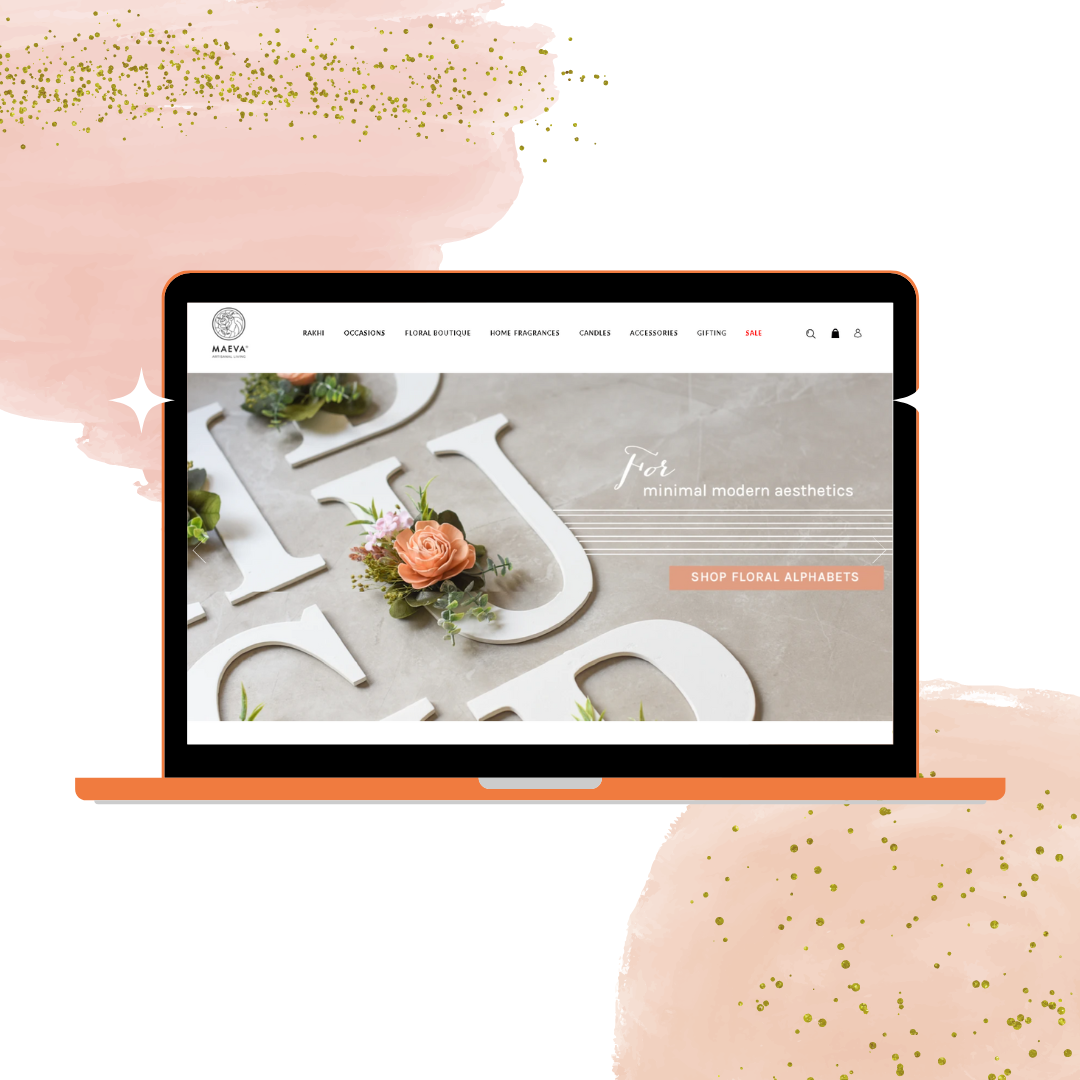 MAEVA®
ARTISANAL LIVING
RAKHI OCCASIONS FLORAL BOUTIQUE HOME FRAGRANCES CANDLES ACCESSORIES GIFTING SALE
For
minimal modern aesthetics
SHOP FLORAL ALPHABETS